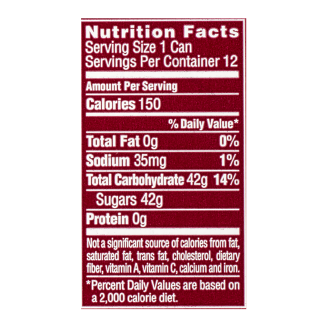 Nutrition Facts
Serving Size 1 Can
Servings Per Container 12
Amount Per Serving
Calories 150
% Daily Value*
Total Fat 0g 0%
Sodium 35mg 1%
Total Carbohydrate 42g 14%
Sugars 42g
Protein 0g
Not a significant source of calories from fat,
saturated fat, trans fat, cholesterol, dietary
fiber, vitamin A, vitamin C, calcium and iron.
*Percent Daily Values are based on
a 2,000 calorie diet.